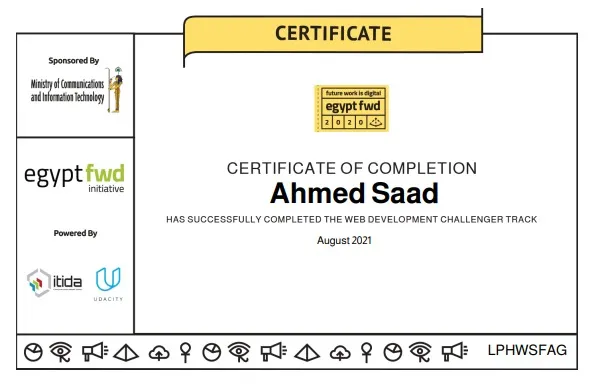 CERTIFICATE
Sponsored By
Ministry of Communications
and Information Technology
egypt fwd
initiative
Powered By
itida
UDACITY
future work is digital
egypt fwd
2 0 2 0
CERTIFICATE OF COMPLETION
Ahmed Saad
HAS SUCCESSFULLY COMPLETED THE WEB DEVELOPMENT CHALLENGER TRACK
August 2021
LPHWSFAG